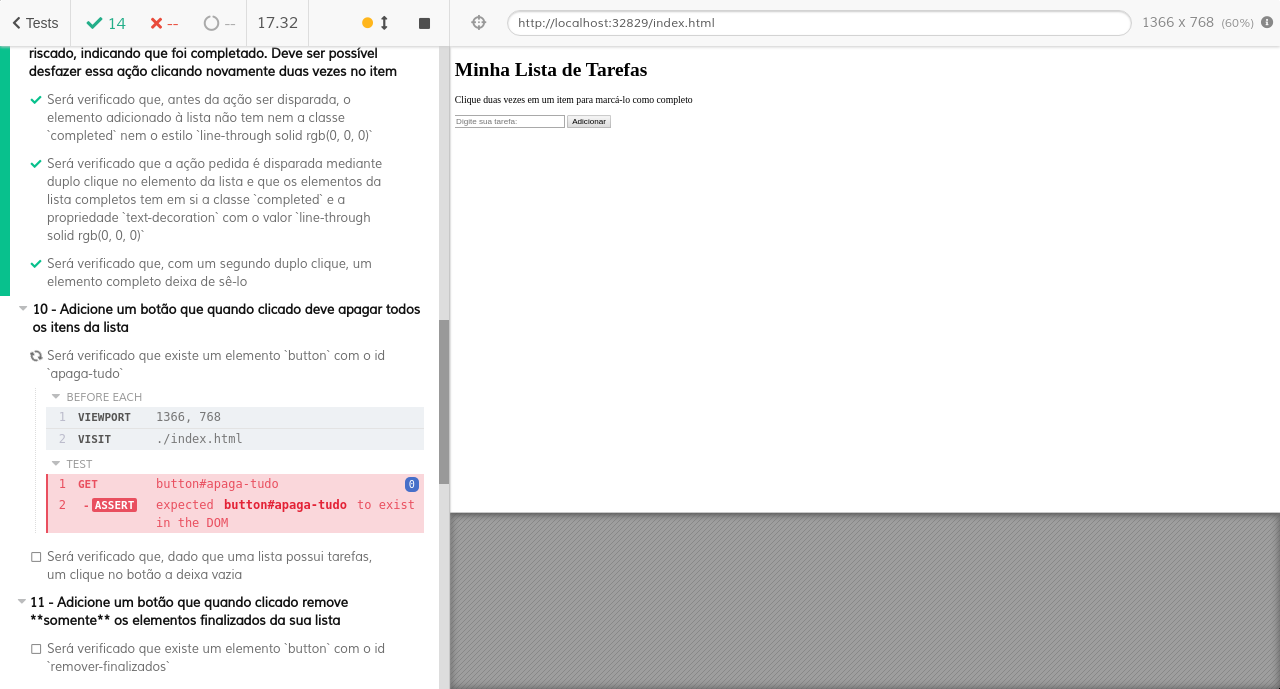 Tests
14
--
--
17.32
http://localhost:32829/index.html
1366 x 768 (60%)
riscado, indicando que foi completado. Deve ser possível
desfazer essa ação clicando novamente duas vezes no item
Será verificado que, antes da ação ser disparada, o
elemento adicionado à lista não tem nem a classe
`completed` nem o estilo `line-through solid rgb(0, 0, 0)`
Será verificado que a ação pedida é disparada mediante
duplo clique no elemento da lista e que os elementos da
lista completos tem em si a classe `completed` e a
propriedade `text-decoration` com o valor `line-through
solid rgb(0, 0, 0)`
Será verificado que, com um segundo duplo clique, um
elemento completo deixa de sê-lo
10 - Adicione um botão que quando clicado deve apagar todos
os itens da lista
Será verificado que existe um elemento `button` com o id
`apaga-tudo`
BEFORE EACH
1 VIEWPORT 1366, 768
2 VISIT ./index.html
TEST
1 GET button#apaga-tudo 0
2 - ASSERT expected button#apaga-tudo to exist
in the DOM
Será verificado que, dado que uma lista possui tarefas,
um clique no botão a deixa vazia
11 - Adicione um botão que quando clicado remove
**somente** os elementos finalizados da sua lista
Será verificado que existe um elemento `button` com o id
`remover-finalizados`
Minha Lista de Tarefas
Clique duas vezes em um item para marcá-lo como completo
Digite sua tarefa: Adicionar